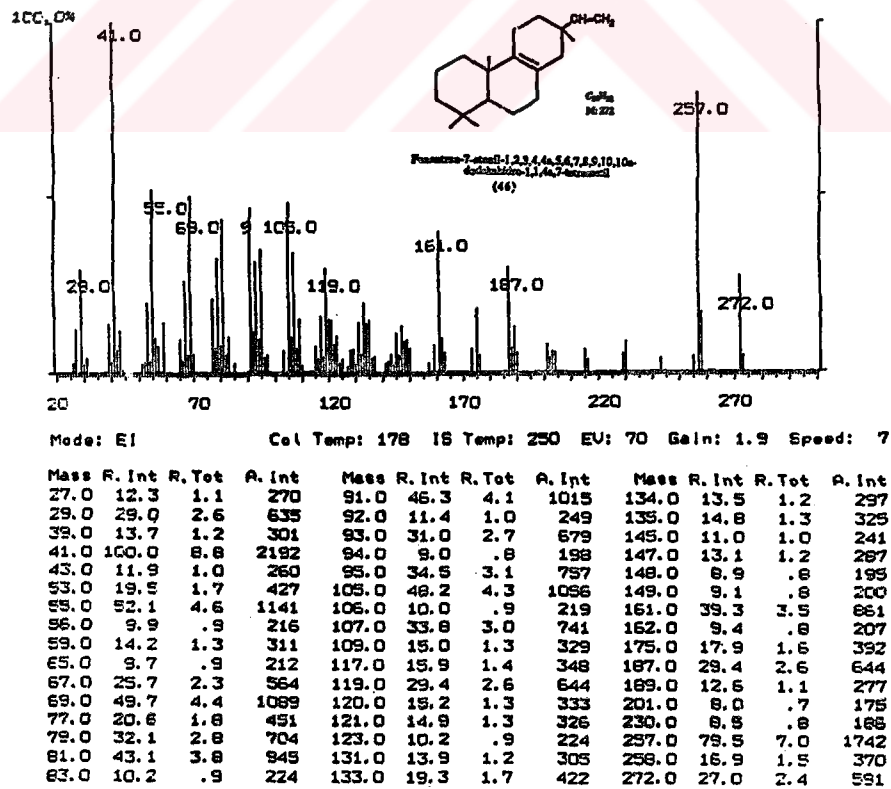 100.0%
41.0
CH=CH₂
C₂₀H₃₂
M:272
257.0
(46)
55.0
69.0 9 105.0
161.0
29.0 119.0 187.0
272.0
20 70 120 170 220 270
Mode: EI Col Temp: 178 IS Temp: 250 EV: 70 Gain: 1.9 Speed: 7
Mass R.Int R.Tot A.Int Mass R.Int R.Tot A.Int Mass R.Int R.Tot A.Int
27.0 12.3 1.1 270 91.0 46.3 4.1 1015 134.0 13.5 1.2 297
29.0 29.0 2.6 635 92.0 11.4 1.0 249 135.0 14.8 1.3 325
39.0 13.7 1.2 301 93.0 31.0 2.7 679 145.0 11.0 1.0 241
41.0 100.0 8.8 2192 94.0 9.0 .8 198 147.0 13.1 1.2 287
43.0 11.9 1.0 260 95.0 34.5 3.1 757 148.0 8.9 .8 195
53.0 19.5 1.7 427 105.0 48.2 4.3 1056 149.0 9.1 .8 200
55.0 52.1 4.6 1141 106.0 10.0 .9 219 161.0 39.3 3.5 861
56.0 9.9 .9 216 107.0 33.8 3.0 741 162.0 9.4 .8 207
59.0 14.2 1.3 311 109.0 15.0 1.3 329 175.0 17.9 1.6 392
65.0 9.7 .9 212 117.0 15.9 1.4 348 187.0 29.4 2.6 644
67.0 25.7 2.3 564 119.0 29.4 2.6 644 189.0 12.6 1.1 277
69.0 49.7 4.4 1089 120.0 15.2 1.3 333 201.0 8.0 .7 175
77.0 20.6 1.8 451 121.0 14.9 1.3 326 230.0 8.5 .8 186
79.0 32.1 2.8 704 123.0 10.2 .9 224 257.0 79.5 7.0 1742
81.0 43.1 3.8 945 131.0 13.9 1.2 305 258.0 16.9 1.5 370
83.0 10.2 .9 224 133.0 19.3 1.7 422 272.0 27.0 2.4 591